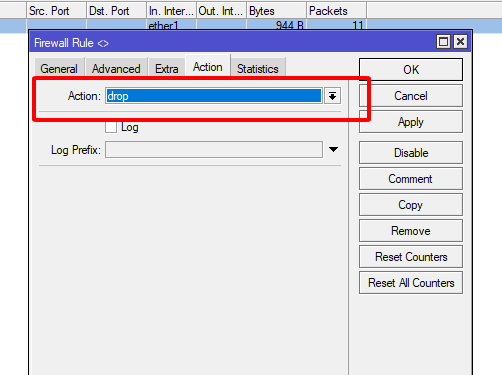 Src. Port Dst. Port In. Inter... Out. Int... Bytes Packets
ether1 944 B 11
Firewall Rule <>
General Advanced Extra Action Statistics
OK
Action: drop
Cancel
Log
Apply
Log Prefix:
Disable
Comment
Copy
Remove
Reset Counters
Reset All Counters